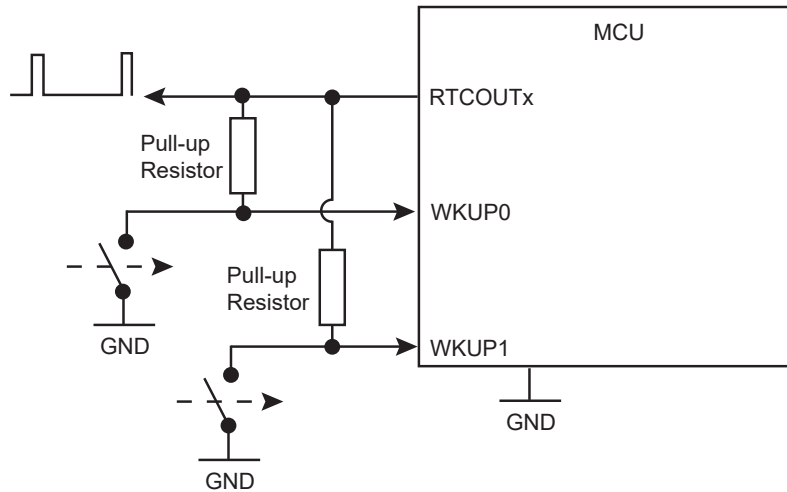 MCU
RTCOUTx
Pull-up
Resistor
WKUP0
Pull-up
Resistor
GND
WKUP1
GND
GND